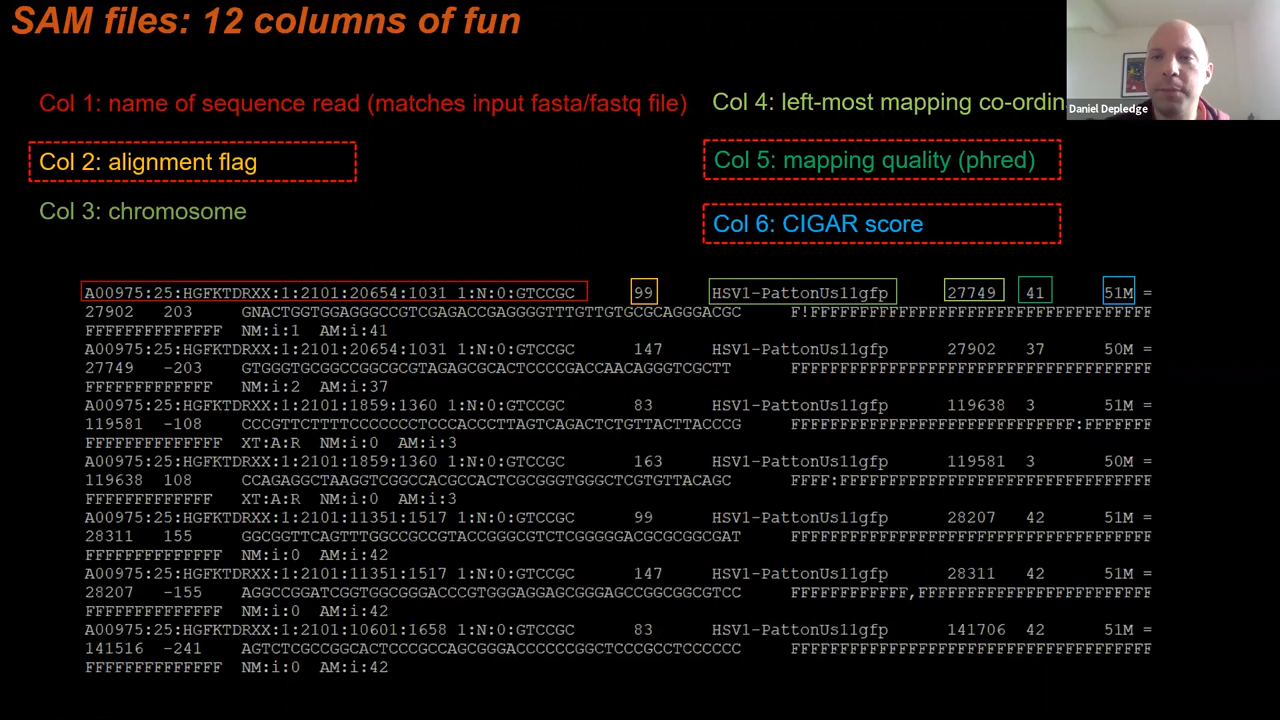 SAM files: 12 columns of fun
Daniel Depledge
Col 1: name of sequence read (matches input fasta/fastq file)
Col 4: left-most mapping co-ordin
Col 2: alignment flag
Col 5: mapping quality (phred)
Col 3: chromosome
Col 6: CIGAR score
A00975:25:HGFKTDRXX:1:2101:20654:1031 1:N:0:GTCCGC 99 HSV1-PattonUs11gfp 27749 41 51M =
27902 203 GNACTGGTGGAGGGCCGTCGAGACCGAGGGGTTTGTTGTGCGCAGGGACGC F!FFFFFFFFFFFFFFFFFFFFFFFFFFFFFFFFFFF
FFFFFFFFFFFFFF NM:i:1 AM:i:41
A00975:25:HGFKTDRXX:1:2101:20654:1031 1:N:0:GTCCGC 147 HSV1-PattonUs11gfp 27902 37 50M =
27749 -203 GTGGGTGCGGCCGGCGCGTAGAGCGCACTCCCCGACCAACAGGGTCGCTT FFFFFFFFFFFFFFFFFFFFFFFFFFFFFFFFFFFFF
FFFFFFFFFFFFF NM:i:2 AM:i:37
A00975:25:HGFKTDRXX:1:2101:1859:1360 1:N:0:GTCCGC 83 HSV1-PattonUs11gfp 119638 3 51M =
119581 -108 CCCGTTCTTTTCCCCCCCTCCCACCCTTAGTCAGACTCTGTTACTTACCCG FFFFFFFFFFFFFFFFFFFFFFFFFFFFF:FFFFFFF
FFFFFFFFFFFFFF XT:A:R NM:i:0 AM:i:3
A00975:25:HGFKTDRXX:1:2101:1859:1360 1:N:0:GTCCGC 163 HSV1-PattonUs11gfp 119581 3 50M =
119638 108 CCAGAGGCTAAGGTCGGCCACGCCACTCGCGGGTGGGCTCGTGTTACAGC FFFF:FFFFFFFFFFFFFFFFFFFFFFFFFFFFFFFF
FFFFFFFFFFFFF XT:A:R NM:i:0 AM:i:3
A00975:25:HGFKTDRXX:1:2101:11351:1517 1:N:0:GTCCGC 99 HSV1-PattonUs11gfp 28207 42 51M =
28311 155 GGCGGTTCAGTTTGGCCGCCGTACCGGGCGTCTCGGGGGACGCGCGGCGAT FFFFFFFFFFFFFFFFFFFFFFFFFFFFFFFFFFFFF
FFFFFFFFFFFFFF NM:i:0 AM:i:42
A00975:25:HGFKTDRXX:1:2101:11351:1517 1:N:0:GTCCGC 147 HSV1-PattonUs11gfp 28311 42 51M =
28207 -155 AGGCCGGATCGGTGGCGGGACCCGTGGGAGGAGCGGGAGCCGGCGGCGTCC FFFFFFFFFFFF,FFFFFFFFFFFFFFFFFFFFFFFF
FFFFFFFFFFFFFF NM:i:0 AM:i:42
A00975:25:HGFKTDRXX:1:2101:10601:1658 1:N:0:GTCCGC 83 HSV1-PattonUs11gfp 141706 42 51M =
141516 -241 AGTCTCGCCGGCACTCCCGCCAGCGGGACCCCCCGGCTCCCGCCTCCCCCC FFFFFFFFFFFFFFFFFFFFFFFFFFFFFFFFFFFFF
FFFFFFFFFFFFFF NM:i:0 AM:i:42